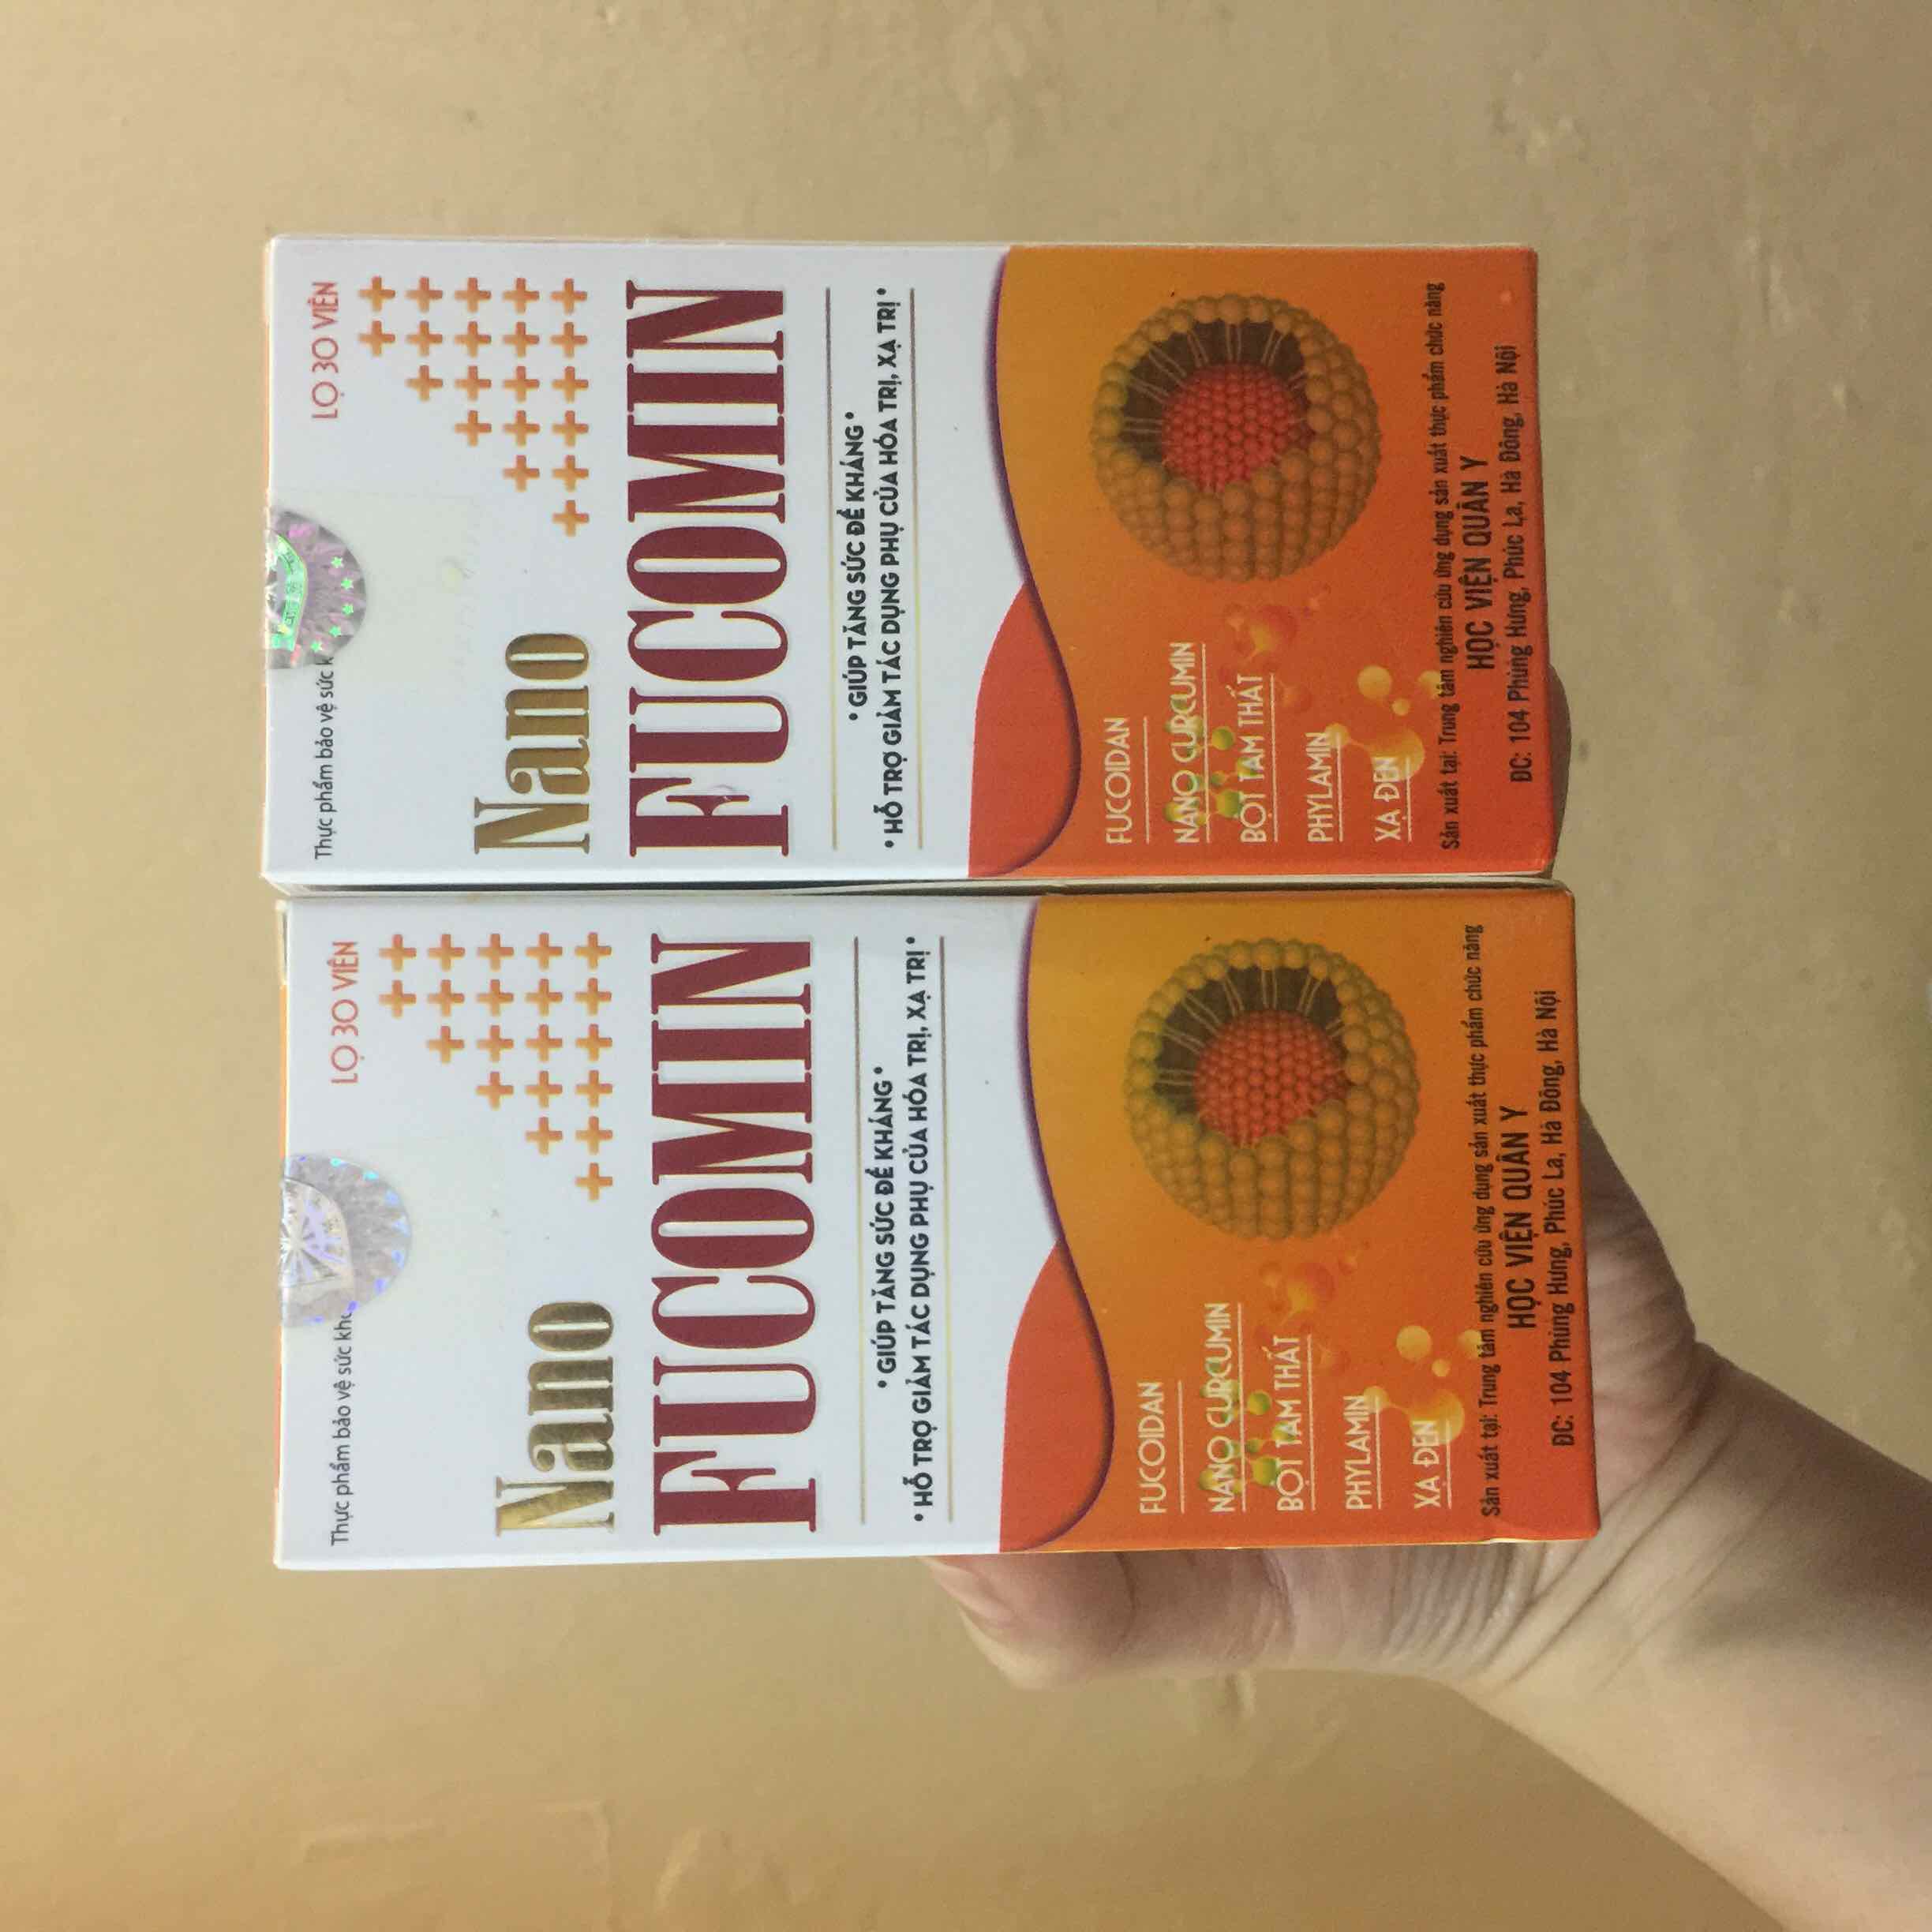 Thực phẩm bảo vệ sức
LỌ 30 VIÊN
Nano
FUCOMIN
• GIÚP TĂNG SỨC ĐỀ KHÁNG •
• HỖ TRỢ GIẢM TÁC DỤNG PHỤ CỦA HÓA TRỊ, XẠ TRỊ •
FUCOIDAN
NANO CURCUMIN
BỘT TAM THẤT
PHYLAMIN
XẠ ĐEN
Sản xuất tại: Trung tâm nghiên cứu ứng dụng sản xuất thực phẩm chức năng
HỌC VIỆN QUÂN Y
ĐC: 104 Phùng Hưng, Phúc La, Hà Đông, Hà Nội
Thực phẩm bảo vệ sức
LỌ 30 VIÊN
Nano
FUCOMIN
• GIÚP TĂNG SỨC ĐỀ KHÁNG •
• HỖ TRỢ GIẢM TÁC DỤNG PHỤ CỦA HÓA TRỊ, XẠ TRỊ •
FUCOIDAN
NANO CURCUMIN
BỘT TAM THẤT
PHYLAMIN
XẠ ĐEN
Sản xuất tại: Trung tâm nghiên cứu ứng dụng sản xuất thực phẩm chức năng
HỌC VIỆN QUÂN Y
ĐC: 104 Phùng Hưng, Phúc La, Hà Đông, Hà Nội